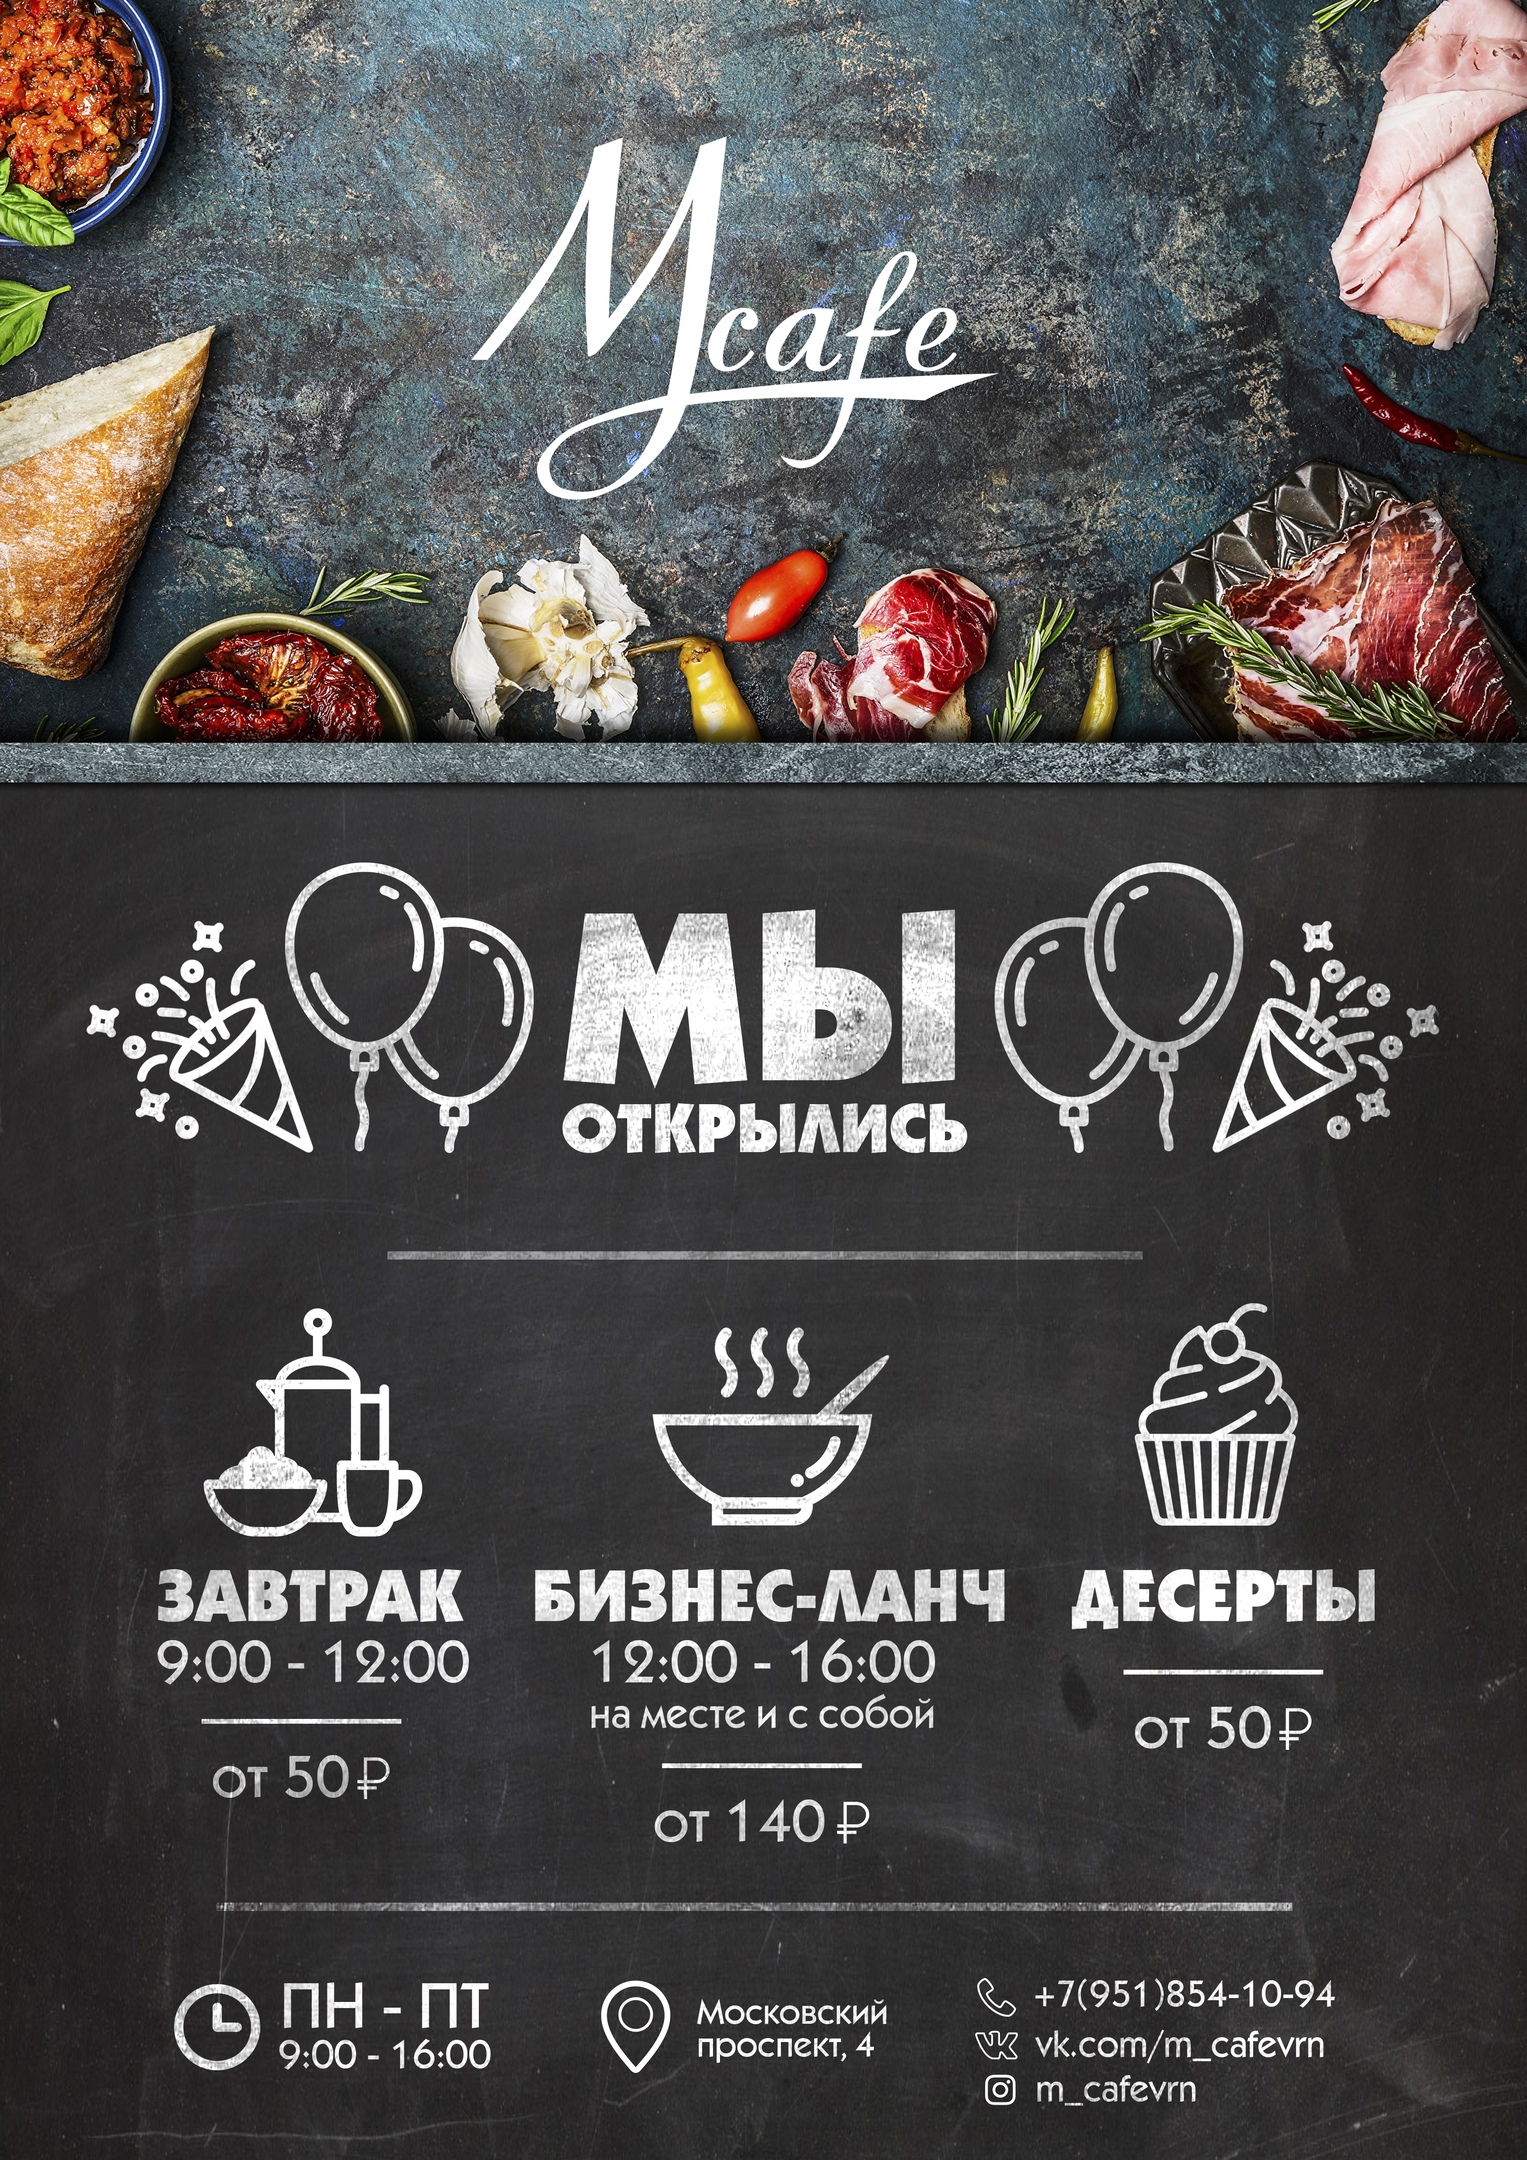 Mcafe
МЫ
ОТКРЫЛИСЬ
ЗАВТРАК
9:00 - 12:00
от 50 ₽
БИЗНЕС-ЛАНЧ
12:00 - 16:00
на месте и с собой
от 140 ₽
ДЕСЕРТЫ
от 50 ₽
ПН - ПТ
9:00 - 16:00
Московский
проспект, 4
+7(951)854-10-94
vk.com/m_cafevrn
m_cafevrn